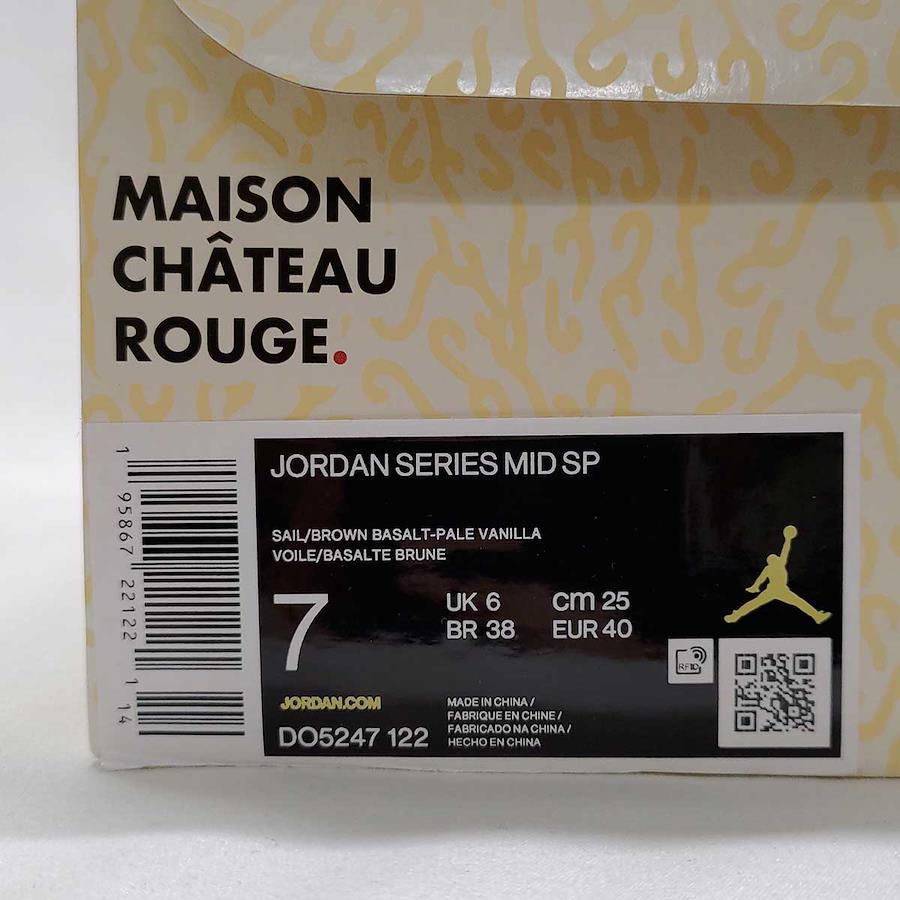 MAISON
CHÂTEAU
ROUGE.
JORDAN SERIES MID SP
SAIL/BROWN BASALT-PALE VANILLA
VOILE/BASALTE BRUNE
7
UK 6
cm 25
BR 38
EUR 40
RFID
JORDAN.COM
DO5247 122
MADE IN CHINA /
FABRIQUE EN CHINE /
FABRICADO NA CHINA /
HECHO EN CHINA
1 95867 22122 1 14